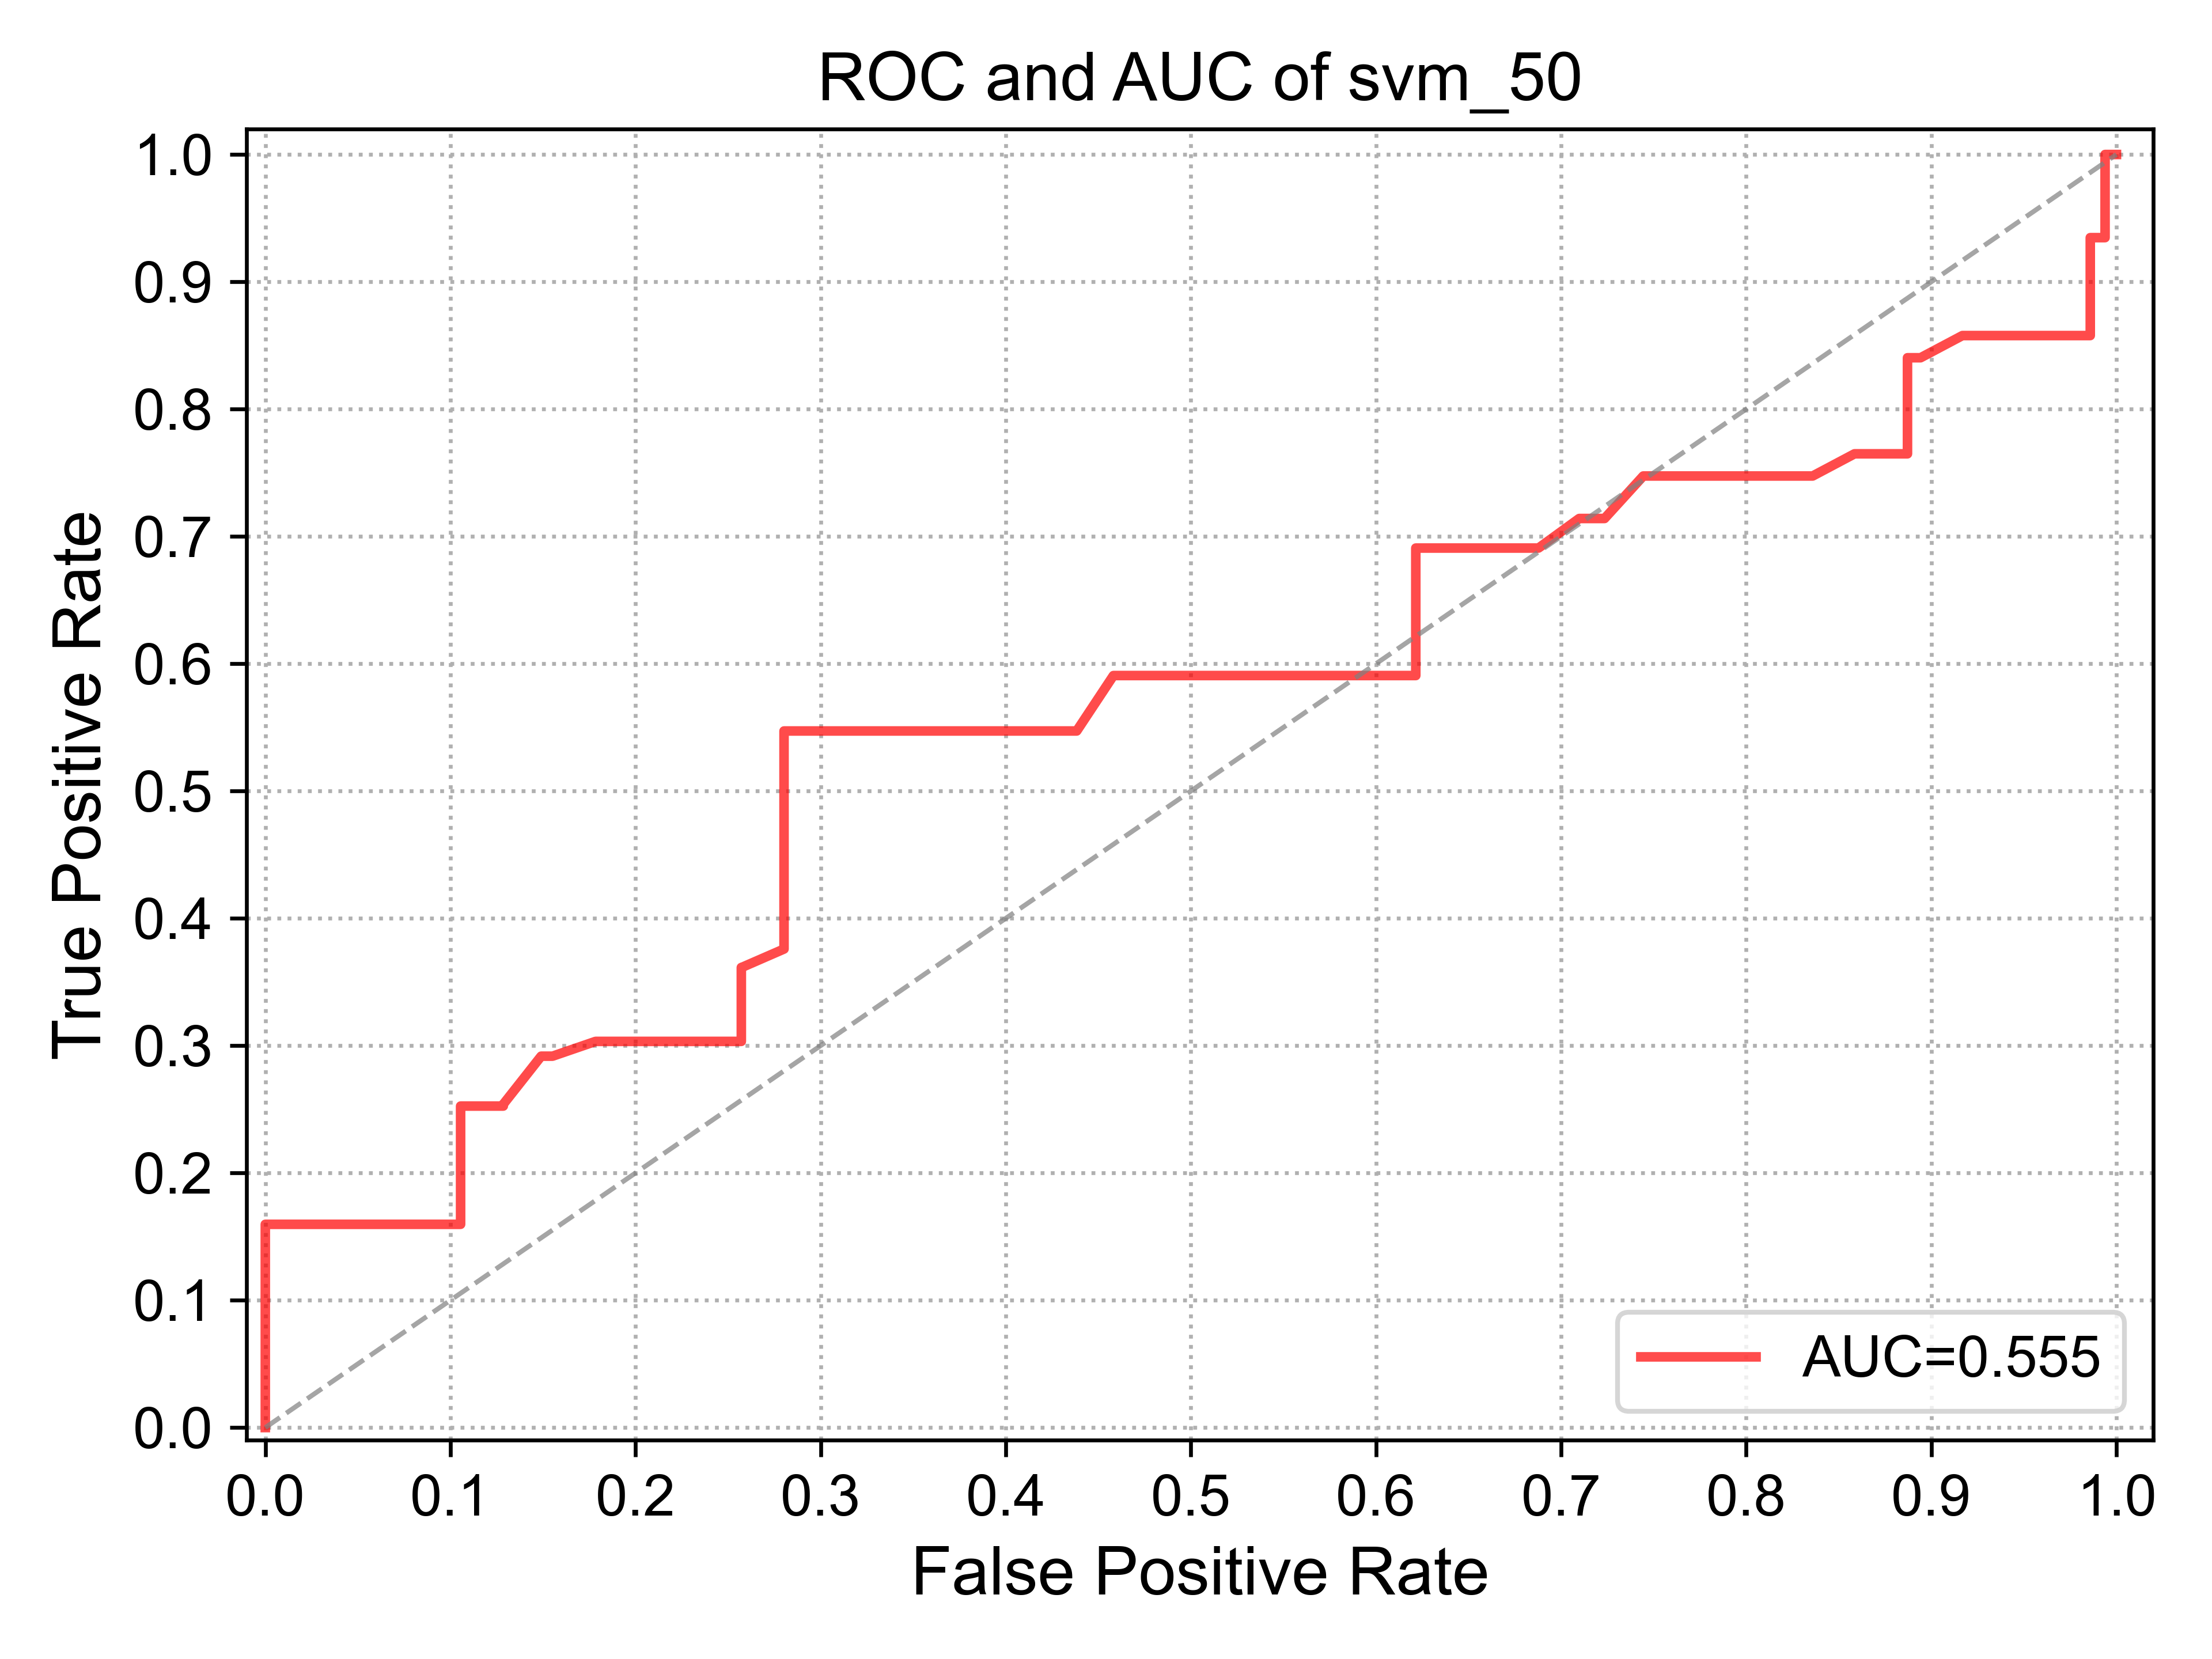 ROC and AUC of svm_50
True Positive Rate
1.0
0.9
0.8
0.7
0.6
0.5
0.4
0.3
0.2
0.1
0.0
AUC=0.555
0.0 0.1 0.2 0.3 0.4 0.5 0.6 0.7 0.8 0.9 1.0
False Positive Rate